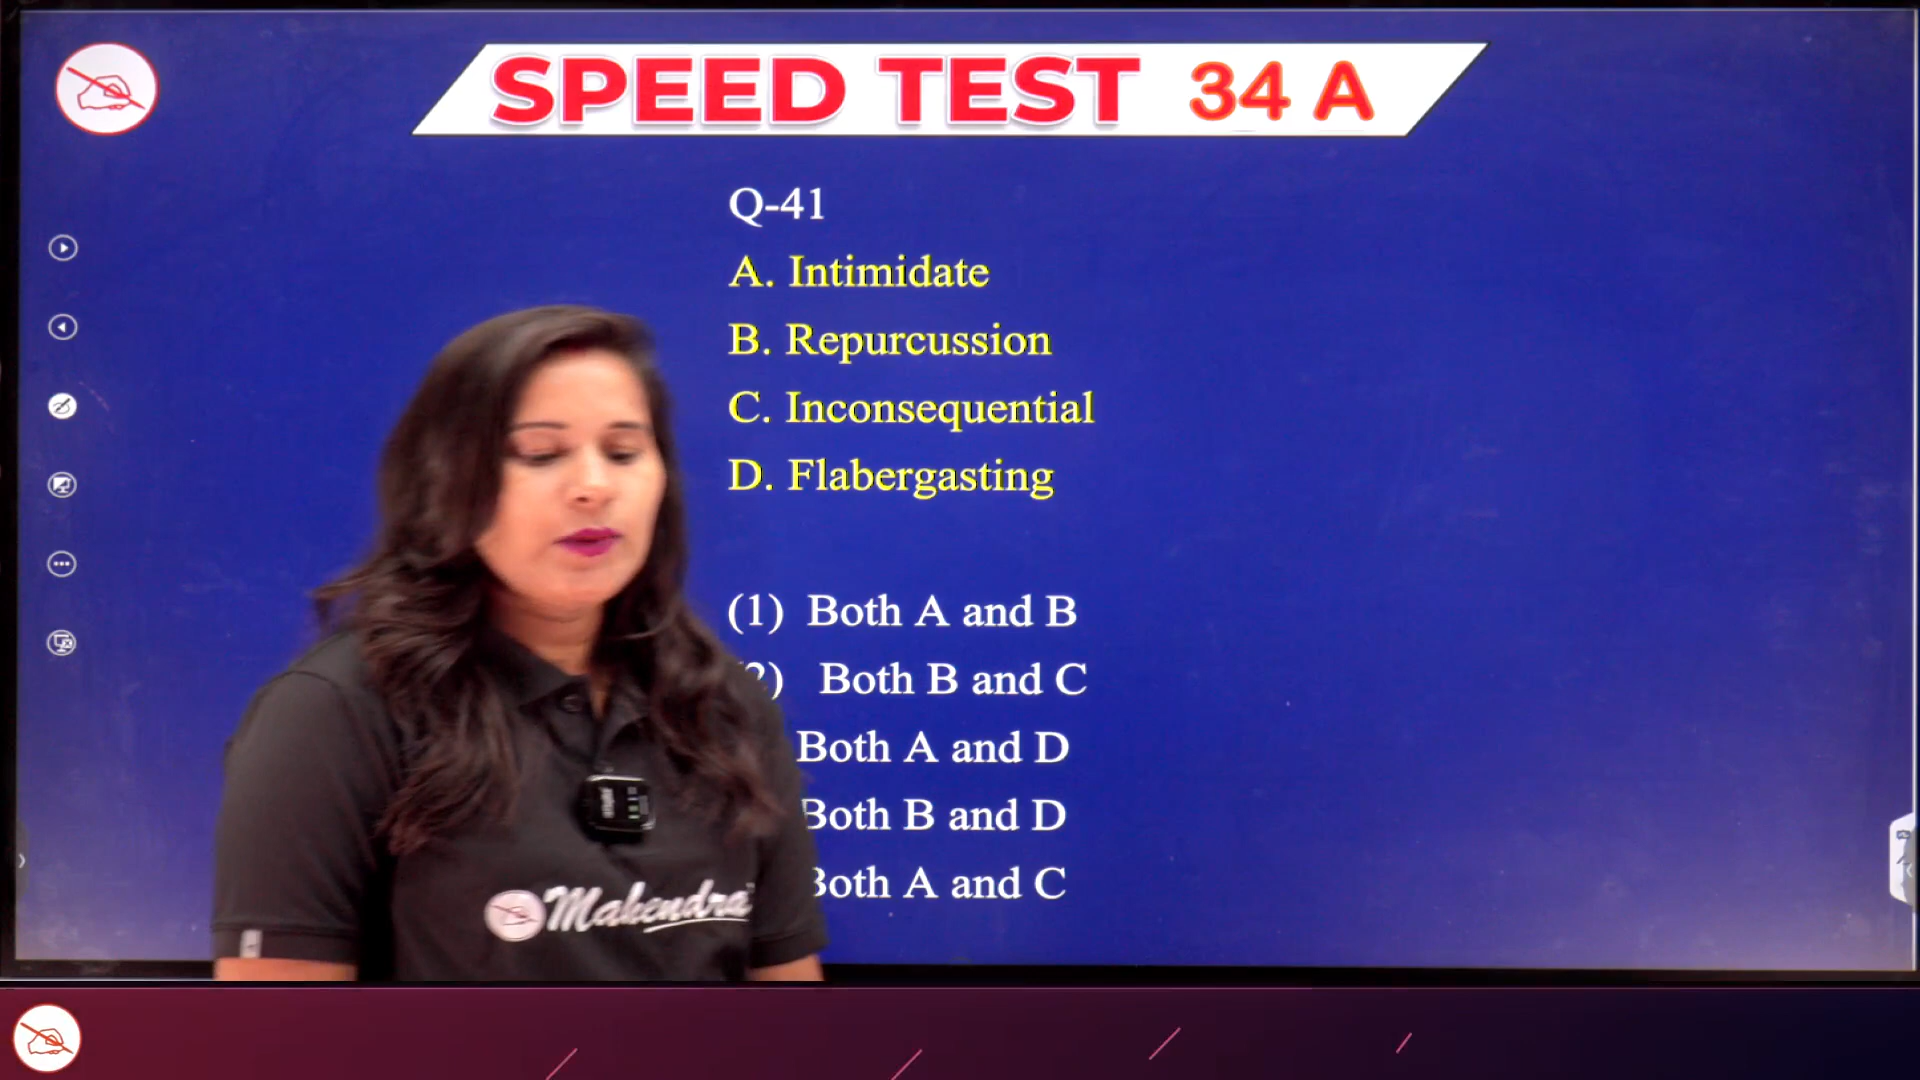 SPEED TEST 34 A
Q-41
A. Intimidate
B. Repurcussion
C. Inconsequential
D. Flabergasting
(1) Both A and B
2) Both B and C
Both A and D
Both B and D
Both A and C
Mahendra